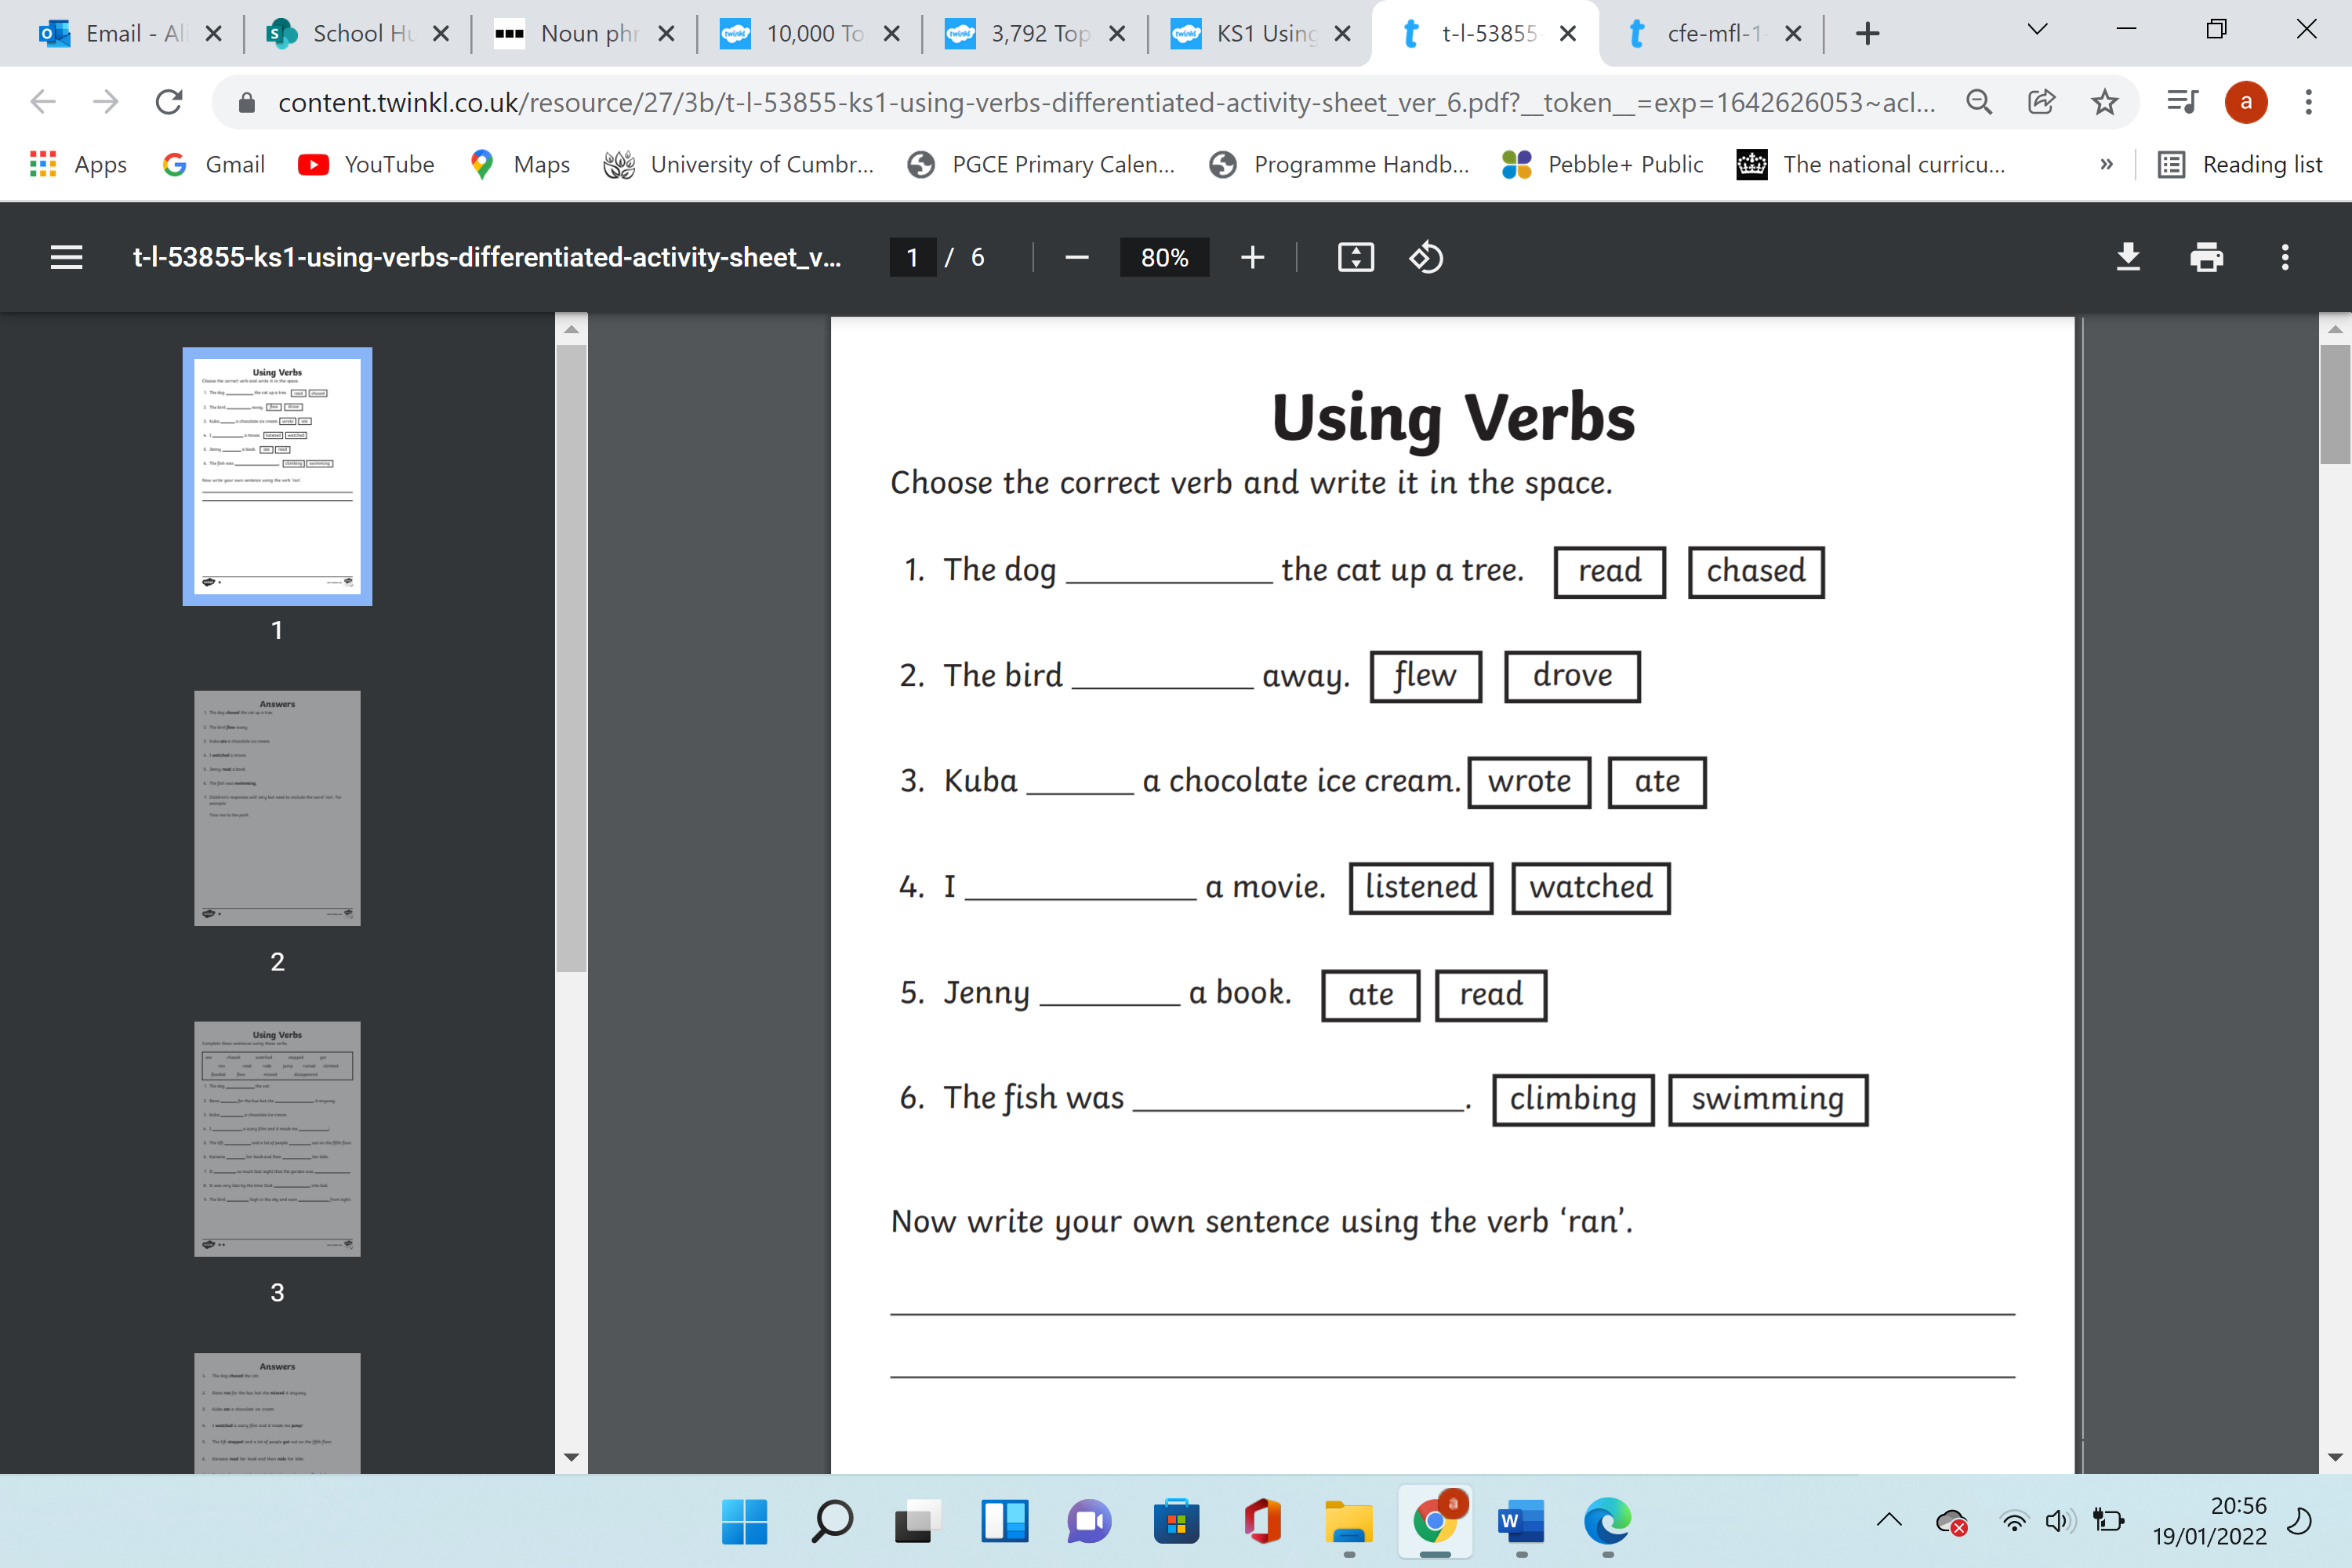 Email - Ali
School Hu
Noun phr
10,000 To
3,792 Top
KS1 Using
t-l-53855-
cfe-mfl-1-
content.twinkl.co.uk/resource/27/3b/t-l-53855-ks1-using-verbs-differentiated-activity-sheet_ver_6.pdf?__token__=exp=1642626053~acl...
a
Apps
Gmail
YouTube
Maps
University of Cumbr...
PGCE Primary Calen...
Programme Handb...
Pebble+ Public
The national curricu...
»
Reading list
t-l-53855-ks1-using-verbs-differentiated-activity-sheet_v...
1 / 6
80%
1
Answers
2
Using Verbs
3
Answers
Using Verbs
Choose the correct verb and write it in the space.
1. The dog ____________ the cat up a tree. read chased
2. The bird ___________ away. flew drove
3. Kuba ______ a chocolate ice cream. wrote ate
4. I ______________ a movie. listened watched
5. Jenny ________ a book. ate read
6. The fish was ____________________. climbing swimming
Now write your own sentence using the verb ‘ran’.
20:56
19/01/2022